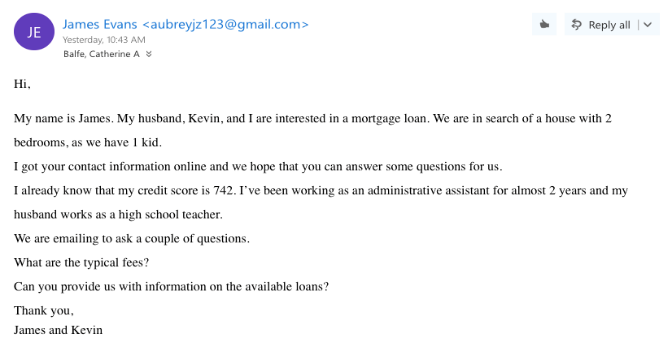 JE
James Evans <aubreyjz123@gmail.com>
Reply all
Yesterday, 10:43 AM
Balfe, Catherine A
Hi,
My name is James. My husband, Kevin, and I are interested in a mortgage loan. We are in search of a house with 2
bedrooms, as we have 1 kid.
I got your contact information online and we hope that you can answer some questions for us.
I already know that my credit score is 742. I've been working as an administrative assistant for almost 2 years and my
husband works as a high school teacher.
We are emailing to ask a couple of questions.
What are the typical fees?
Can you provide us with information on the available loans?
Thank you,
James and Kevin